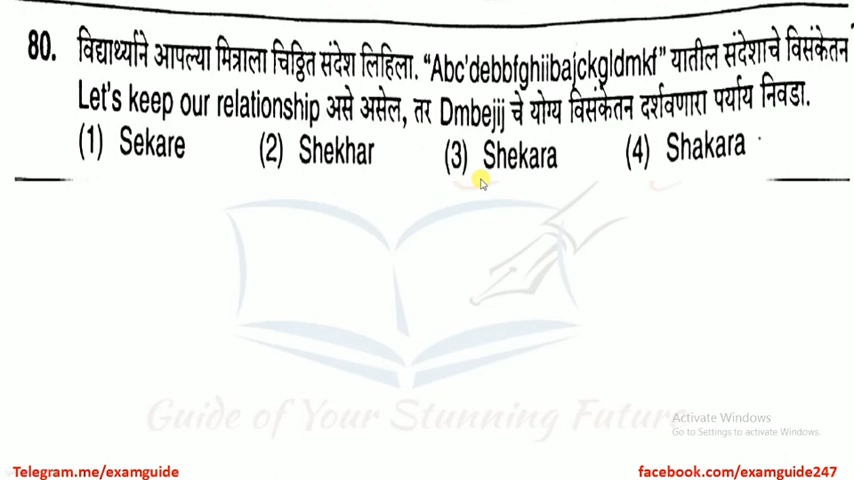 80. विद्यार्थ्याने आपल्या मित्राला चिठ्ठित संदेश लिहिला. “Abc'debbfghiibajckgldmkf” यातील संदेशाचे विसंकेतन
Let's keep our relationship असे असेल, तर Dmbejij चे योग्य विसंकेतन दर्शवणारा पर्याय निवडा.
(1) Sekare (2) Shekhar (3) Shekara (4) Shakara
Guide of Your Stunning Future
Activate Windows
Go to Settings to activate Windows.
Telegram.me/examguide facebook.com/examguide247